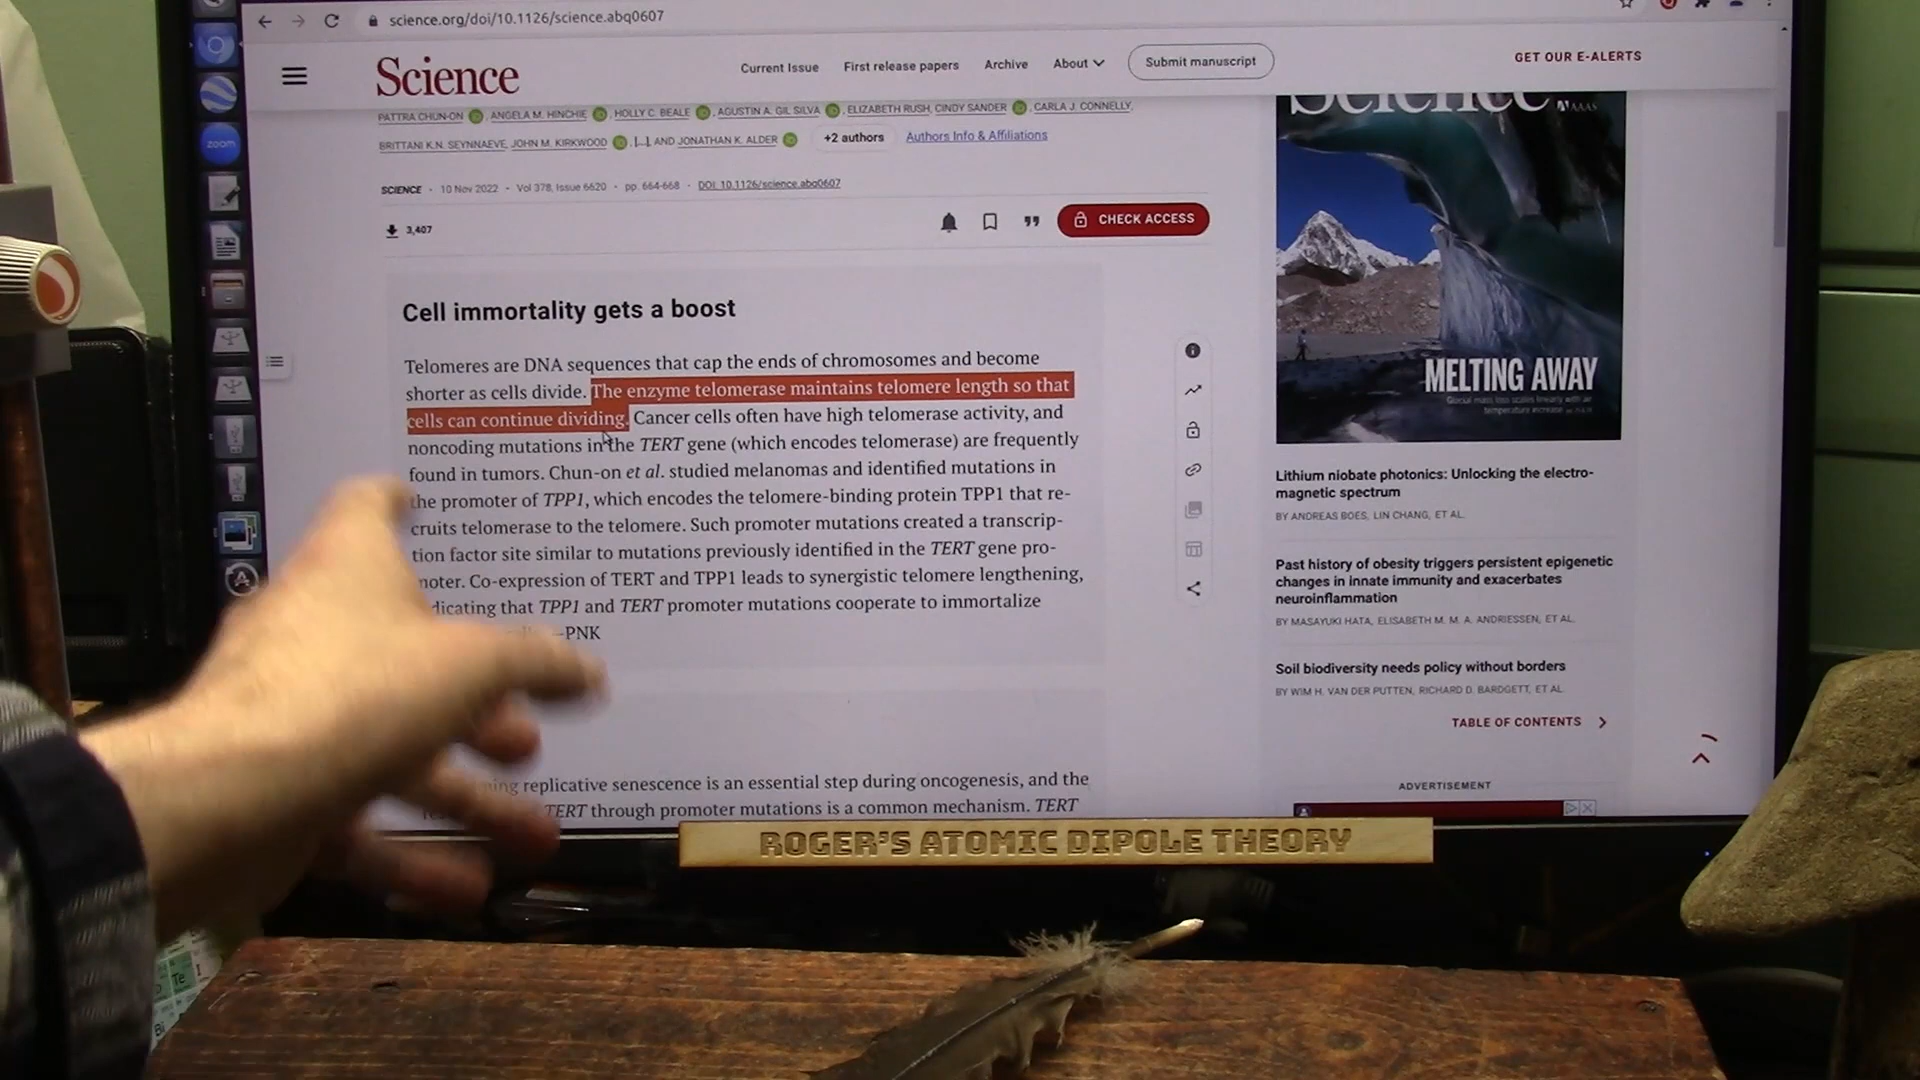 science.org/doi/10.1126/science.abq0607
Science
Current Issue
First release papers
Archive
About
Submit manuscript
GET OUR E-ALERTS
zoom
PATTRA CHUN-ON, ANGELA M. HINCHIE, HOLLY C. BEALE, AGUSTIN A. GIL SILVA, ELIZABETH RUSH, CINDY SANDER, CARLA J. CONNELLY,
BRITTANI K.N. SEYNNAEVE, JOHN M. KIRKWOOD, [...] AND JONATHAN K. ALDER +2 authors Authors Info & Affiliations
SCIENCE • 10 Nov 2022 • Vol 378, Issue 6620 • pp. 664-668 • DOI: 10.1126/science.abq0607
3,407
CHECK ACCESS
Cell immortality gets a boost
Telomeres are DNA sequences that cap the ends of chromosomes and become
shorter as cells divide. The enzyme telomerase maintains telomere length so that
cells can continue dividing. Cancer cells often have high telomerase activity, and
noncoding mutations in the TERT gene (which encodes telomerase) are frequently
found in tumors. Chun-on et al. studied melanomas and identified mutations in
the promoter of TPP1, which encodes the telomere-binding protein TPP1 that re-
cruits telomerase to the telomere. Such promoter mutations created a transcrip-
tion factor site similar to mutations previously identified in the TERT gene pro-
moter. Co-expression of TERT and TPP1 leads to synergistic telomere lengthening,
dicating that TPP1 and TERT promoter mutations cooperate to immortalize
—PNK
replicative senescence is an essential step during oncogenesis, and the
TERT through promoter mutations is a common mechanism. TERT
Science
AAAS
MELTING AWAY
Lithium niobate photonics: Unlocking the electro-
magnetic spectrum
BY ANDREAS BOES, LIN CHANG, ET AL.
Past history of obesity triggers persistent epigenetic
changes in innate immunity and exacerbates
neuroinflammation
BY MASAYUKI HATA, ELISABETH M. M. A. ANDRIESSEN, ET AL.
Soil biodiversity needs policy without borders
BY WIM H. VAN DER PUTTEN, RICHARD D. BARDGETT, ET AL.
TABLE OF CONTENTS
ADVERTISEMENT
ROGER'S ATOMIC DIPOLE THEORY
Te
Bi